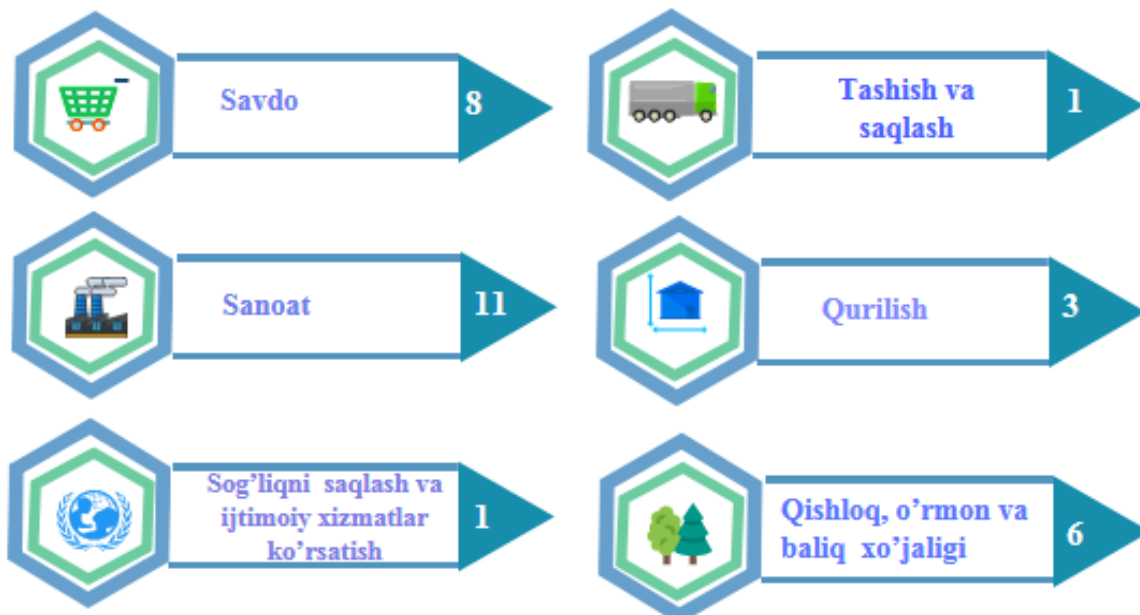 Savdo
8
Tashish va
saqlash
1
Sanoat
11
Qurilish
3
Sog’liqni saqlash va
ijtimoiy xizmatlar
ko’rsatish
1
Qishloq, o’rmon va
baliq xo’jaligi
6